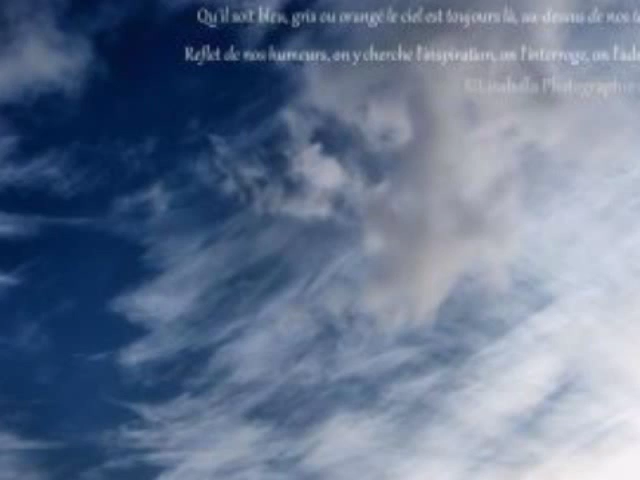 Qu'il soit bleu, gris ou orangé le ciel est toujours là, au-dessus de nos
Reflet de nos humeurs, on y cherche l'inspiration, on l'interroge, on
Photographie